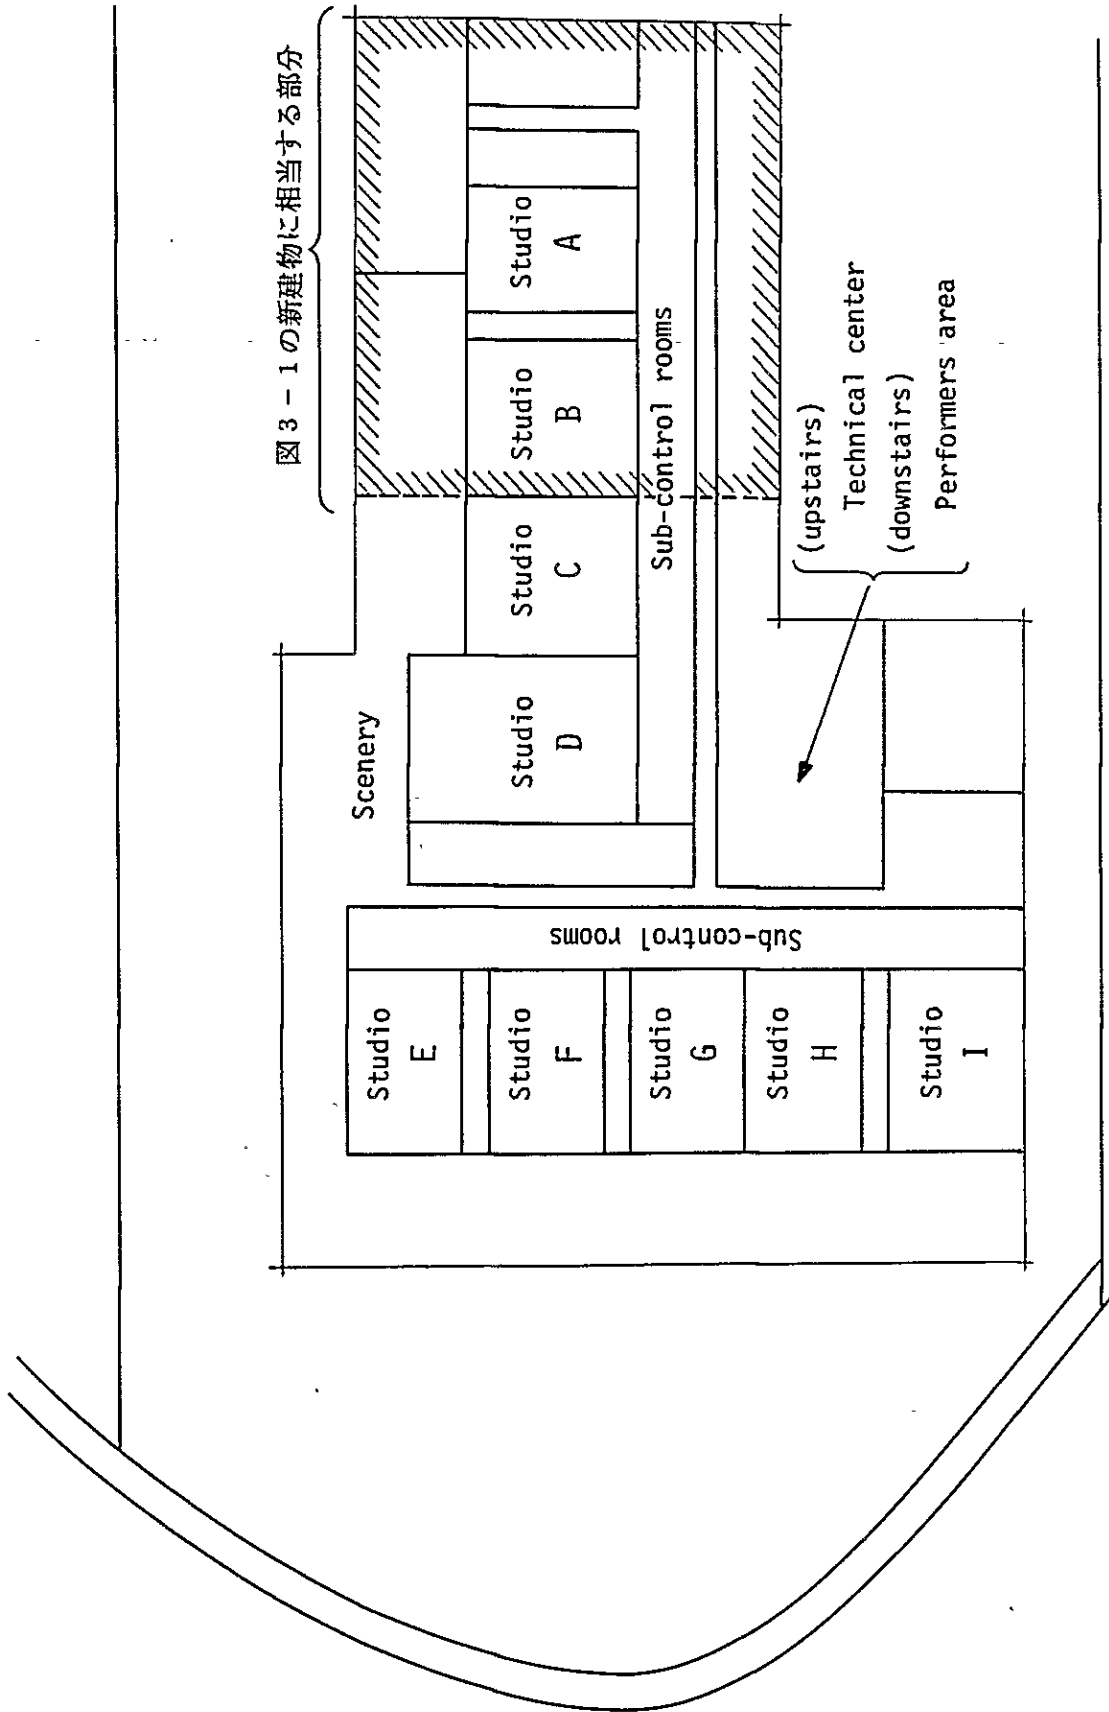 図3－1の新建物に相当する部分
Scenery
Studio
A
Studio
B
Studio
C
Studio
D
Sub-control rooms
(upstairs)
Technical center
(downstairs)
Performers area
Sub-control rooms
Studio
E
Studio
F
Studio
G
Studio
H
Studio
I